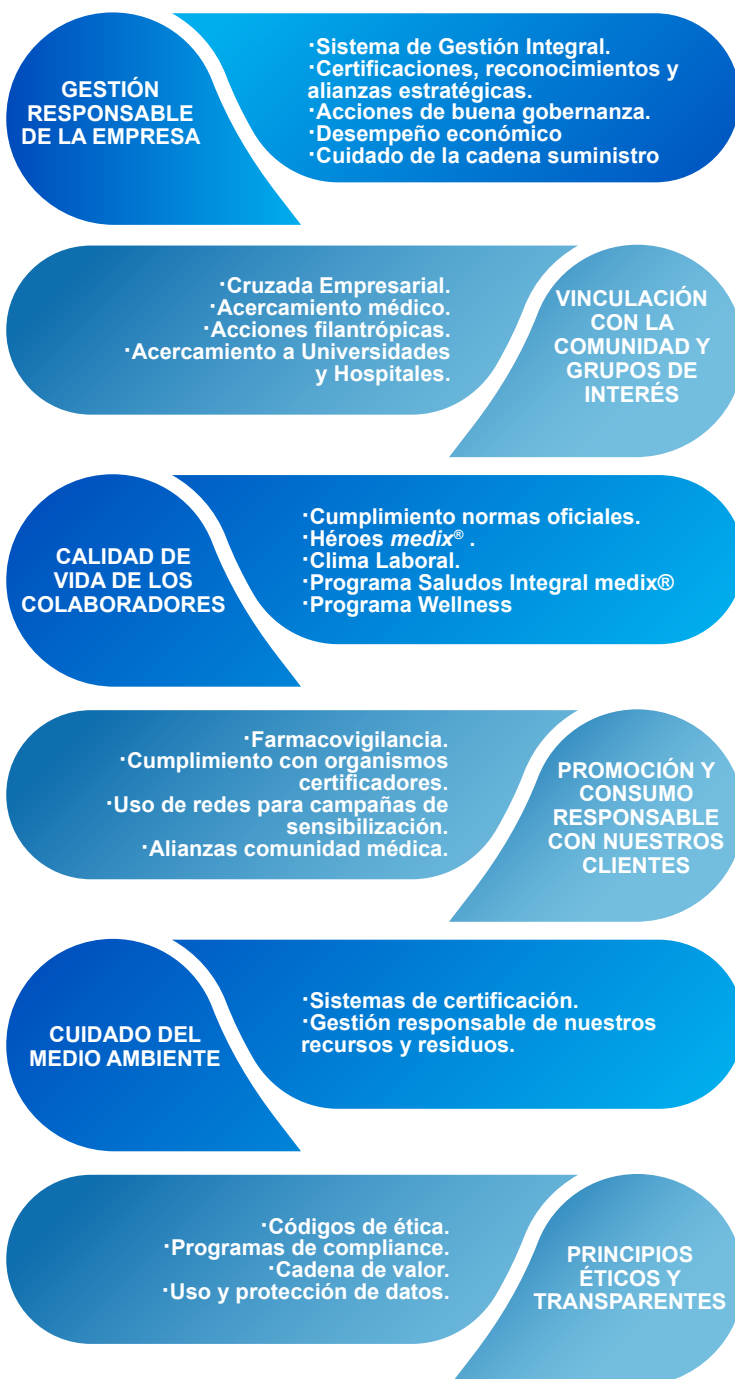 GESTIÓN
RESPONSABLE
DE LA EMPRESA
·Sistema de Gestión Integral.
·Certificaciones, reconocimientos y
alianzas estratégicas.
·Acciones de buena gobernanza.
·Desempeño económico
·Cuidado de la cadena suministro
·Cruzada Empresarial.
·Acercamiento médico.
·Acciones filantrópicas.
·Acercamiento a Universidades
y Hospitales.
VINCULACIÓN
CON LA
COMUNIDAD Y
GRUPOS DE
INTERÉS
CALIDAD DE
VIDA DE LOS
COLABORADORES
·Cumplimiento normas oficiales.
·Héroes medix® .
·Clima Laboral.
·Programa Saludos Integral medix®
·Programa Wellness
·Farmacovigilancia.
·Cumplimiento con organismos
certificadores.
·Uso de redes para campañas de
sensibilización.
·Alianzas comunidad médica.
PROMOCIÓN Y
CONSUMO
RESPONSABLE
CON NUESTROS
CLIENTES
CUIDADO DEL
MEDIO AMBIENTE
·Sistemas de certificación.
·Gestión responsable de nuestros
recursos y residuos.
·Códigos de ética.
·Programas de compliance.
·Cadena de valor.
·Uso y protección de datos.
PRINCIPIOS
ÉTICOS Y
TRANSPARENTES